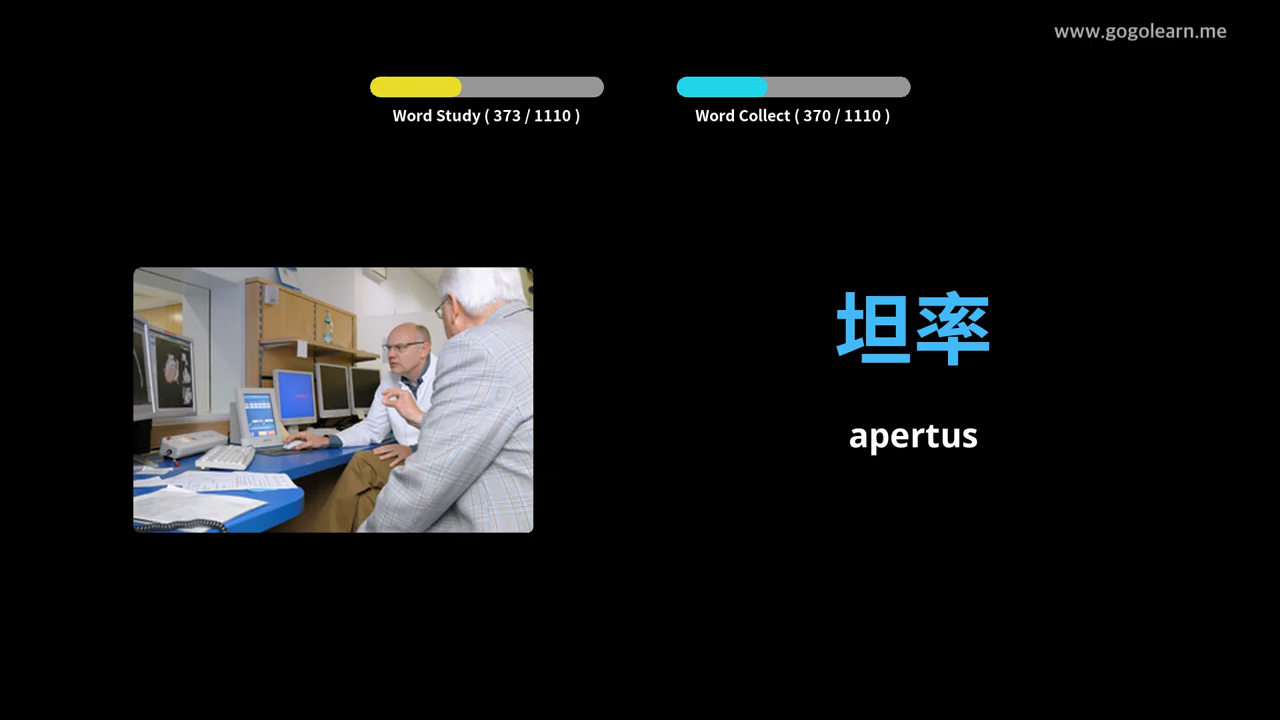 www.gogolearn.me
Word Study ( 373 / 1110 )
Word Collect ( 370 / 1110 )
坦率
apertus